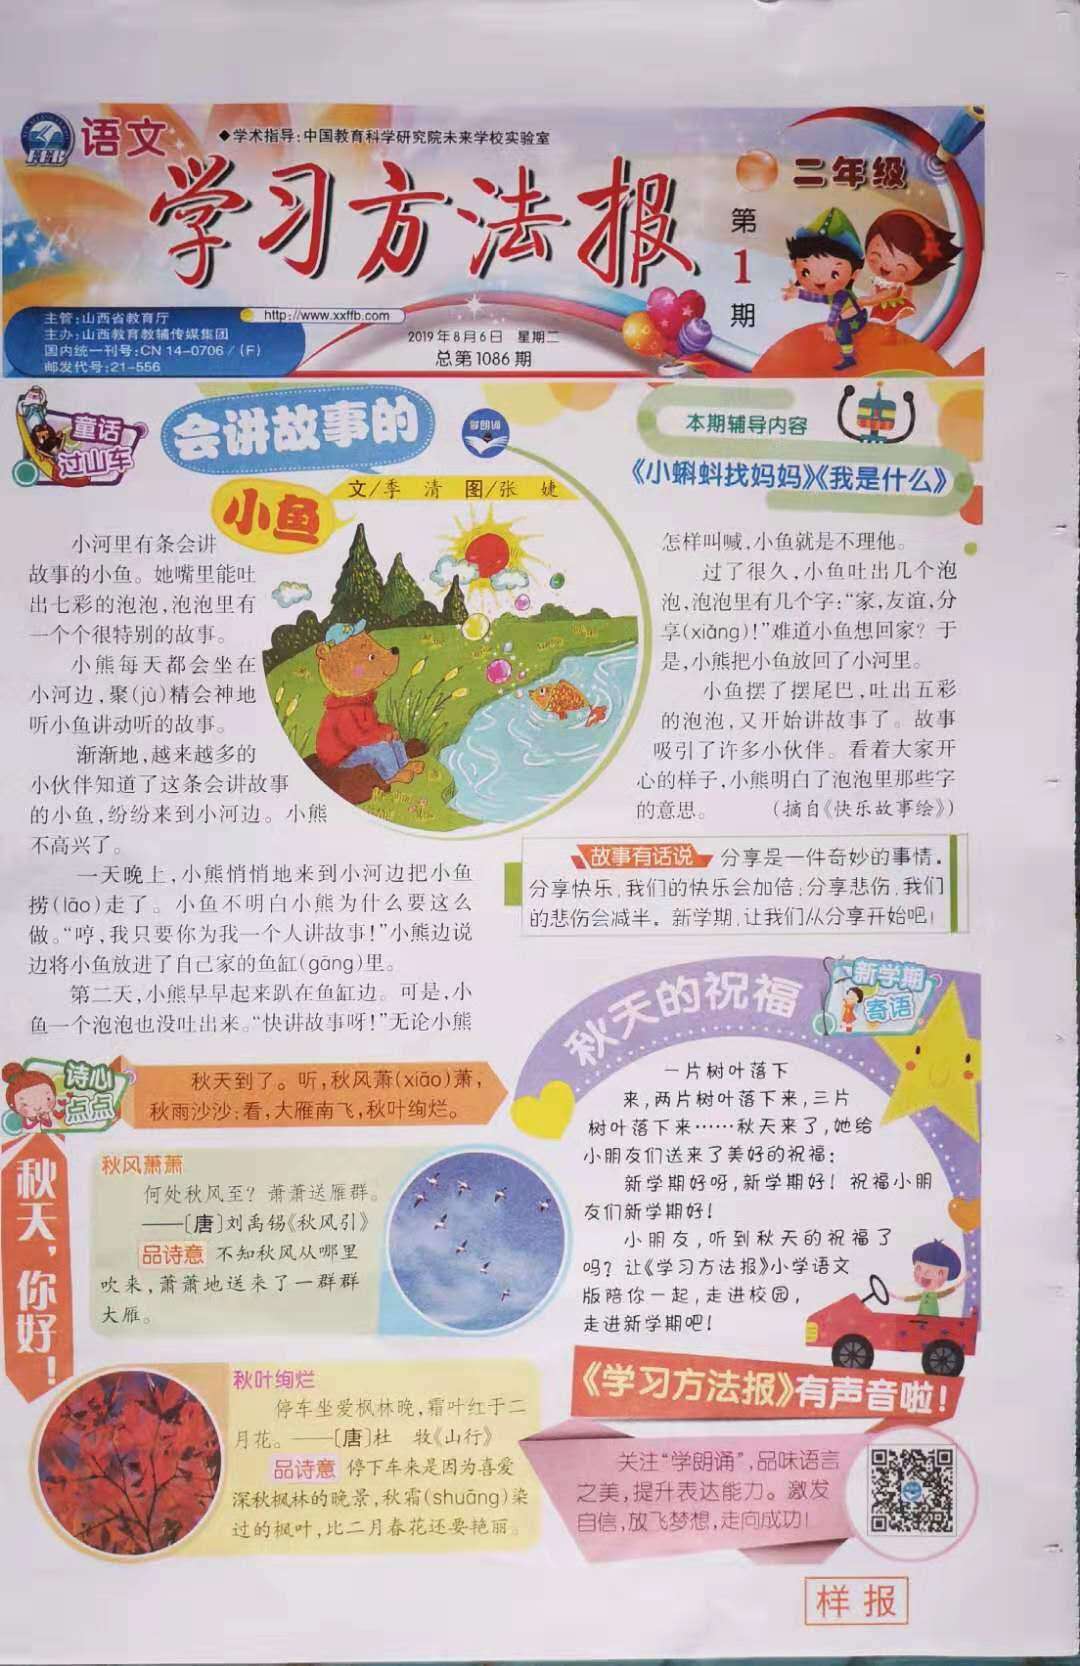 语文
◆学术指导:中国教育科学研究院未来学校实验室
学习方法报
二年级
第1期
主管:山西省教育厅
主办:山西教育教辅传媒集团
国内统一刊号:CN 14-0706/(F)
邮发代号:21-556
http://www.xxffb.com
2019年8月6日 星期二
总第1086期
童话
过山车
会讲故事的
小鱼
学朗诵
文/季 清 图/张 婕
本期辅导内容
《小蝌蚪找妈妈》《我是什么》
小河里有条会讲
故事的小鱼。她嘴里能吐
出七彩的泡泡,泡泡里有
一个个很特别的故事。
小熊每天都会坐在
小河边,聚(jù)精会神地
听小鱼讲动听的故事。
渐渐地,越来越多的
小伙伴知道了这条会讲故事
的小鱼,纷纷来到小河边。小熊
不高兴了。
一天晚上,小熊悄悄地来到小河边把小鱼
捞(lāo)走了。小鱼不明白小熊为什么要这么
做。“哼,我只要你为我一个人讲故事!”小熊边说
边将小鱼放进了自己家的鱼缸(gāng)里。
第二天,小熊早早起来趴在鱼缸边。可是,小
鱼一个泡泡也没吐出来。“快讲故事呀!”无论小熊
怎样叫喊,小鱼就是不理他。
过了很久,小鱼吐出几个泡
泡,泡泡里有几个字:“家,友谊,分
享(xiǎng)!”难道小鱼想回家?于
是,小熊把小鱼放回了小河里。
小鱼摆了摆尾巴,吐出五彩
的泡泡,又开始讲故事了。故事
吸引了许多小伙伴。看着大家开
心的样子,小熊明白了泡泡里那些字
的意思。 (摘自《快乐故事绘》)
故事有话说 分享是一件奇妙的事情。
分享快乐,我们的快乐会加倍;分享悲伤,我们
的悲伤会减半。新学期,让我们从分享开始吧!
诗心
点点
秋天到了。听,秋风萧(xiāo)萧,
秋雨沙沙;看,大雁南飞,秋叶绚烂。
秋天,你好!
秋风萧萧
何处秋风至?萧萧送雁群。
——[唐]刘禹锡《秋风引》
品诗意 不知秋风从哪里
吹来,萧萧地送来了一群群
大雁。
秋叶绚烂
停车坐爱枫林晚,霜叶红于二
月花。——[唐]杜 牧《山行》
品诗意 停下车来是因为喜爱
深秋枫林的晚景,秋霜(shuāng)染
过的枫叶,比二月春花还要艳丽。
秋天的祝福
新学期
寄语
一片树叶落下
来,两片树叶落下来,三片
树叶落下来……秋天来了,她给
小朋友们送来了美好的祝福:
新学期好呀,新学期好!祝福小朋
友们新学期好!
小朋友,听到秋天的祝福了
吗?让《学习方法报》小学语文
版陪你一起,走进校园,
走进新学期吧!
《学习方法报》有声音啦!
关注“学朗诵”,品味语言
之美,提升表达能力。激发
自信,放飞梦想,走向成功!
样报